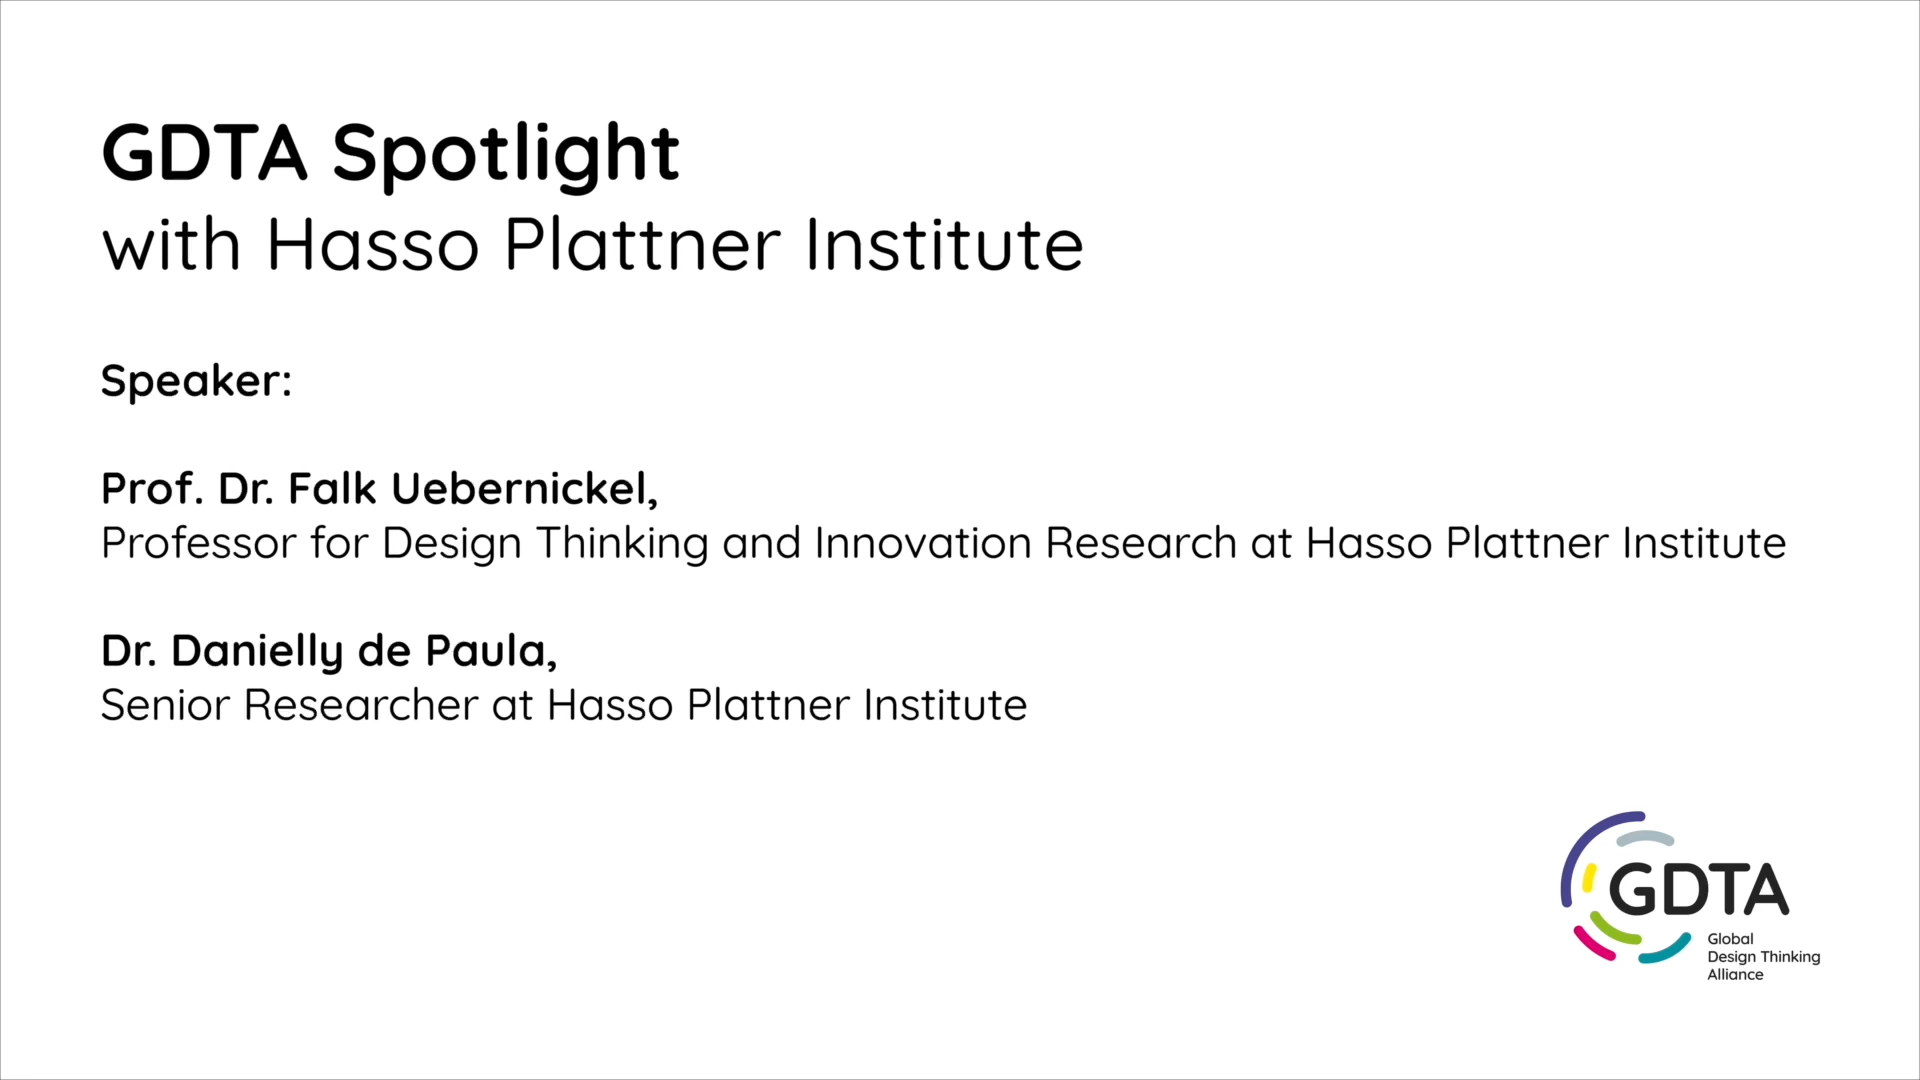 GDTA Spotlight
with Hasso Plattner Institute
Speaker:
Prof. Dr. Falk Uebernickel,
Professor for Design Thinking and Innovation Research at Hasso Plattner Institute
Dr. Danielly de Paula,
Senior Researcher at Hasso Plattner Institute
GDTA
Global
Design Thinking
Alliance